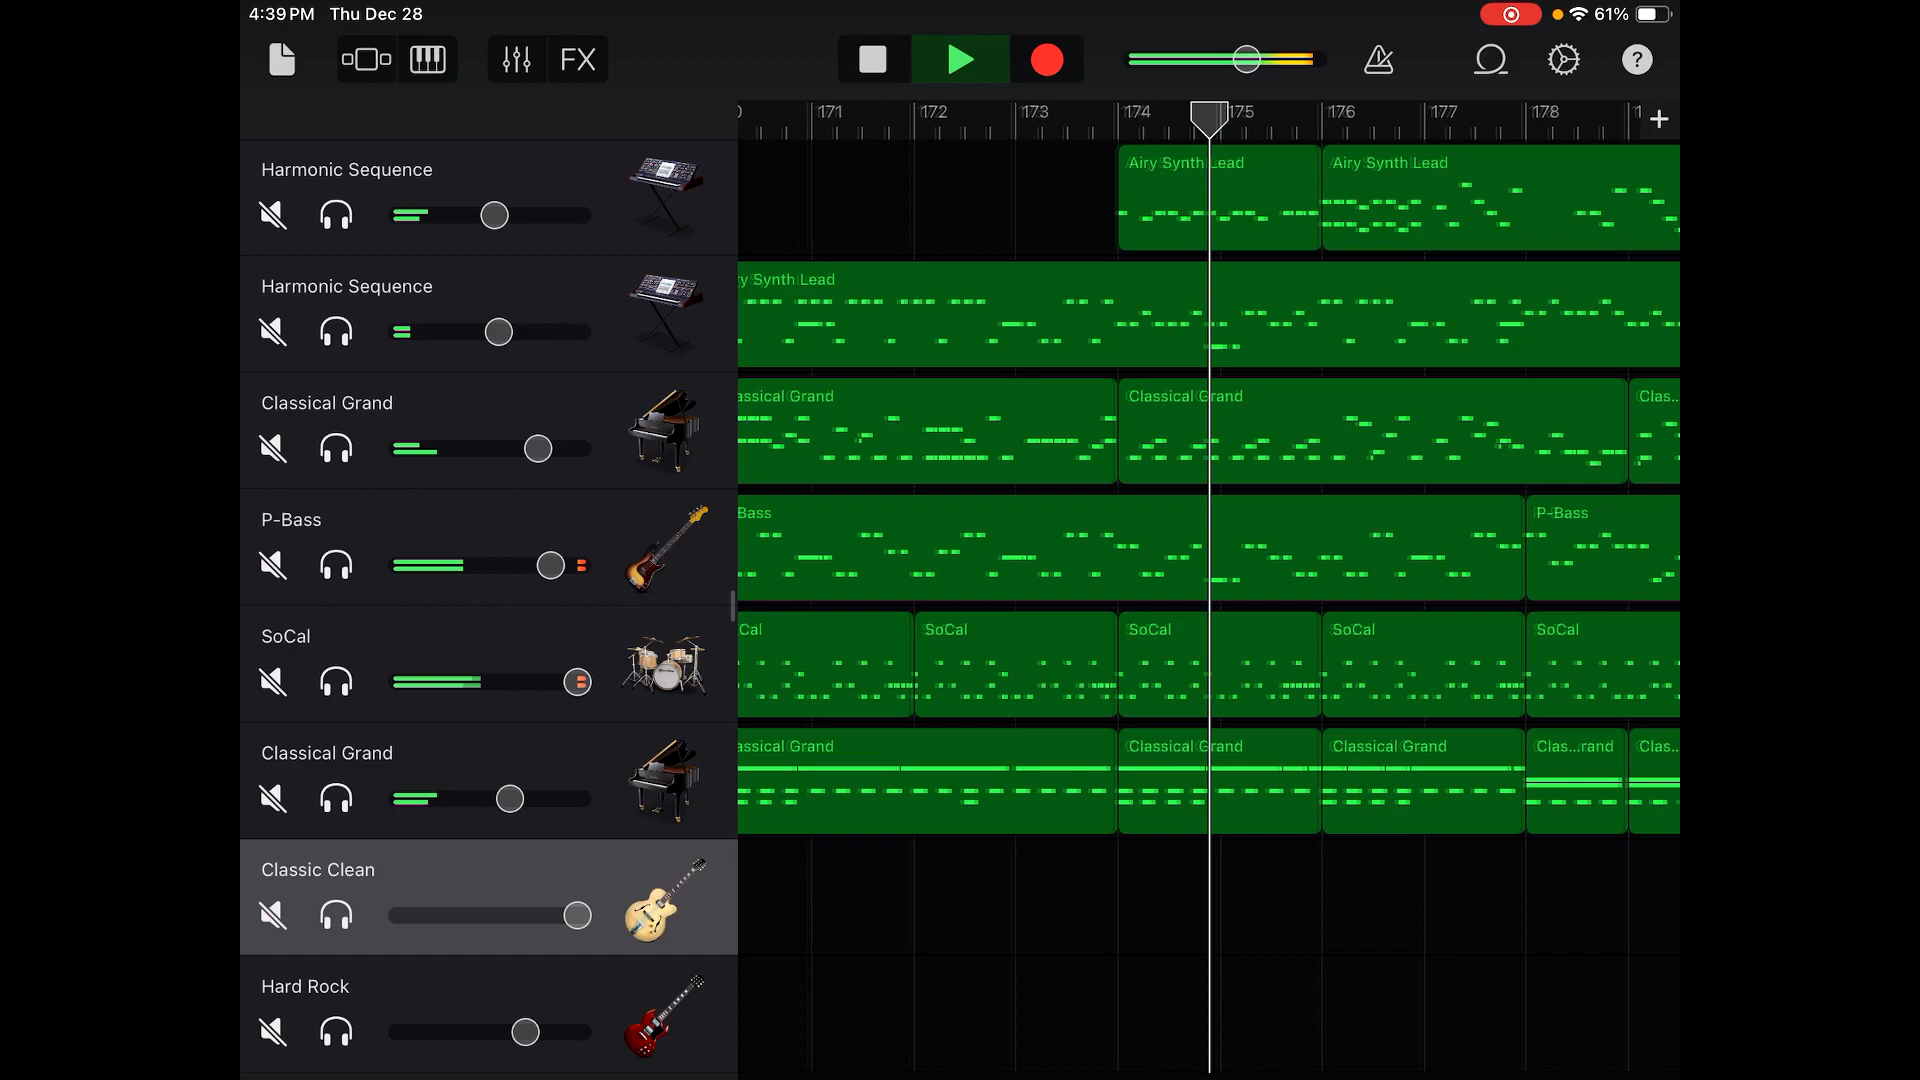 4:39 PM Thu Dec 28
61%
FX
?
171 172 173 174 175 176 177 178
+
Harmonic Sequence
Airy Synth Lead Airy Synth Lead
Harmonic Sequence
ry Synth Lead
Classical Grand
assical Grand Classical Grand Clas...
P-Bass
Bass P-Bass
SoCal
Cal SoCal SoCal SoCal SoCal
Classical Grand
assical Grand Classical Grand Classical Grand Clas...rand Clas...
Classic Clean
Hard Rock